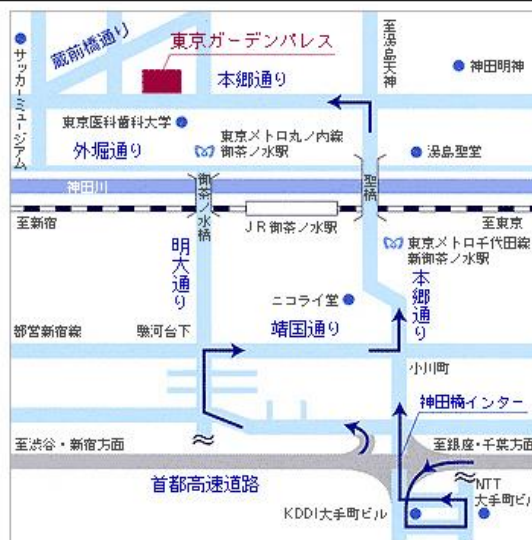 蔵前橋通り
東京ガーデンパレス
至湯島天神
サッカーミュージアム
神田明神
本郷通り
東京医科歯科大学
東京メトロ丸ノ内線
御茶ノ水駅
外堀通り
湯島聖堂
神田川
御茶ノ水橋
聖橋
至新宿
JR御茶ノ水駅
至東京
東京メトロ千代田線
新御茶ノ水駅
明大通り
本郷通り
ニコライ堂
都営新宿線
駿河台下
靖国通り
小川町
神田橋インター
至渋谷・新宿方面
至銀座・千葉方面
首都高速道路
NTT
大手町ビル
KDDI大手町ビル